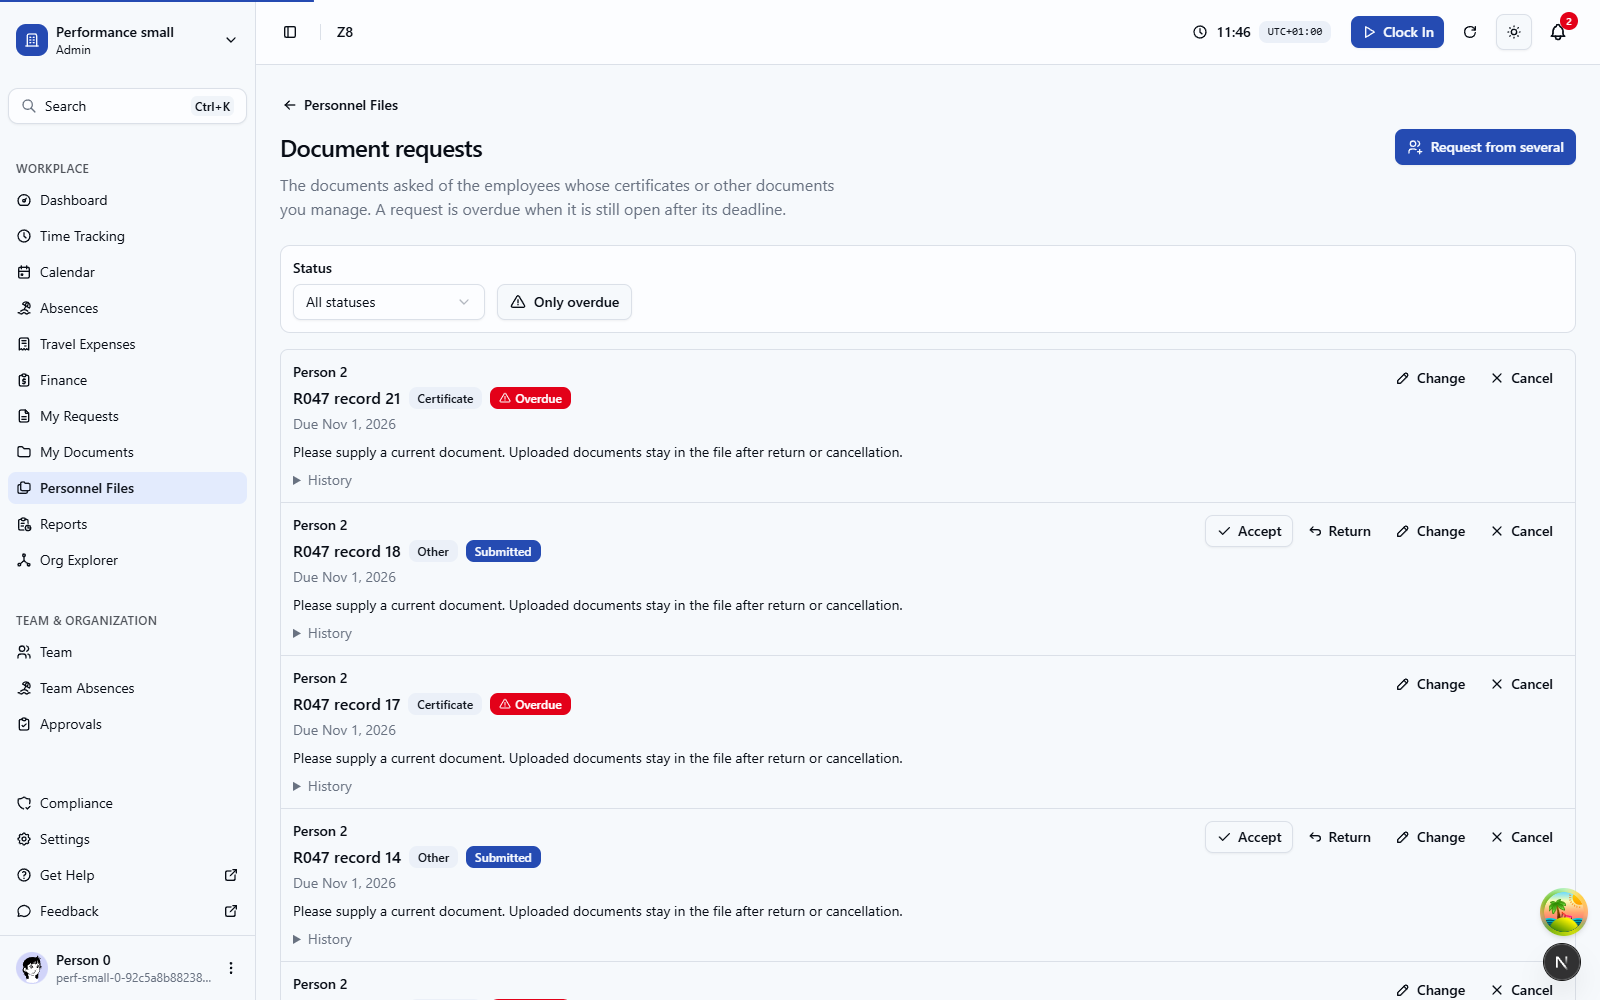 Performance small
Admin
Search
Ctrl+K
WORKPLACE
Dashboard
Time Tracking
Calendar
Absences
Travel Expenses
Finance
My Requests
My Documents
Personnel Files
Reports
Org Explorer
TEAM & ORGANIZATION
Team
Team Absences
Approvals
Compliance
Settings
Get Help
Feedback
Person 0
perf-small-0-92c5a8b88238...
Z8
11:46
UTC+01:00
Clock In
2
Personnel Files
Document requests
Request from several
The documents asked of the employees whose certificates or other documents
you manage. A request is overdue when it is still open after its deadline.
Status
All statuses
Only overdue
Person 2
Change
Cancel
R047 record 21
Certificate
Overdue
Due Nov 1, 2026
Please supply a current document. Uploaded documents stay in the file after return or cancellation.
History
Person 2
Accept
Return
Change
Cancel
R047 record 18
Other
Submitted
Due Nov 1, 2026
Please supply a current document. Uploaded documents stay in the file after return or cancellation.
History
Person 2
Change
Cancel
R047 record 17
Certificate
Overdue
Due Nov 1, 2026
Please supply a current document. Uploaded documents stay in the file after return or cancellation.
History
Person 2
Accept
Return
Change
Cancel
R047 record 14
Other
Submitted
Due Nov 1, 2026
Please supply a current document. Uploaded documents stay in the file after return or cancellation.
History
Person 2
Change
Cancel
N